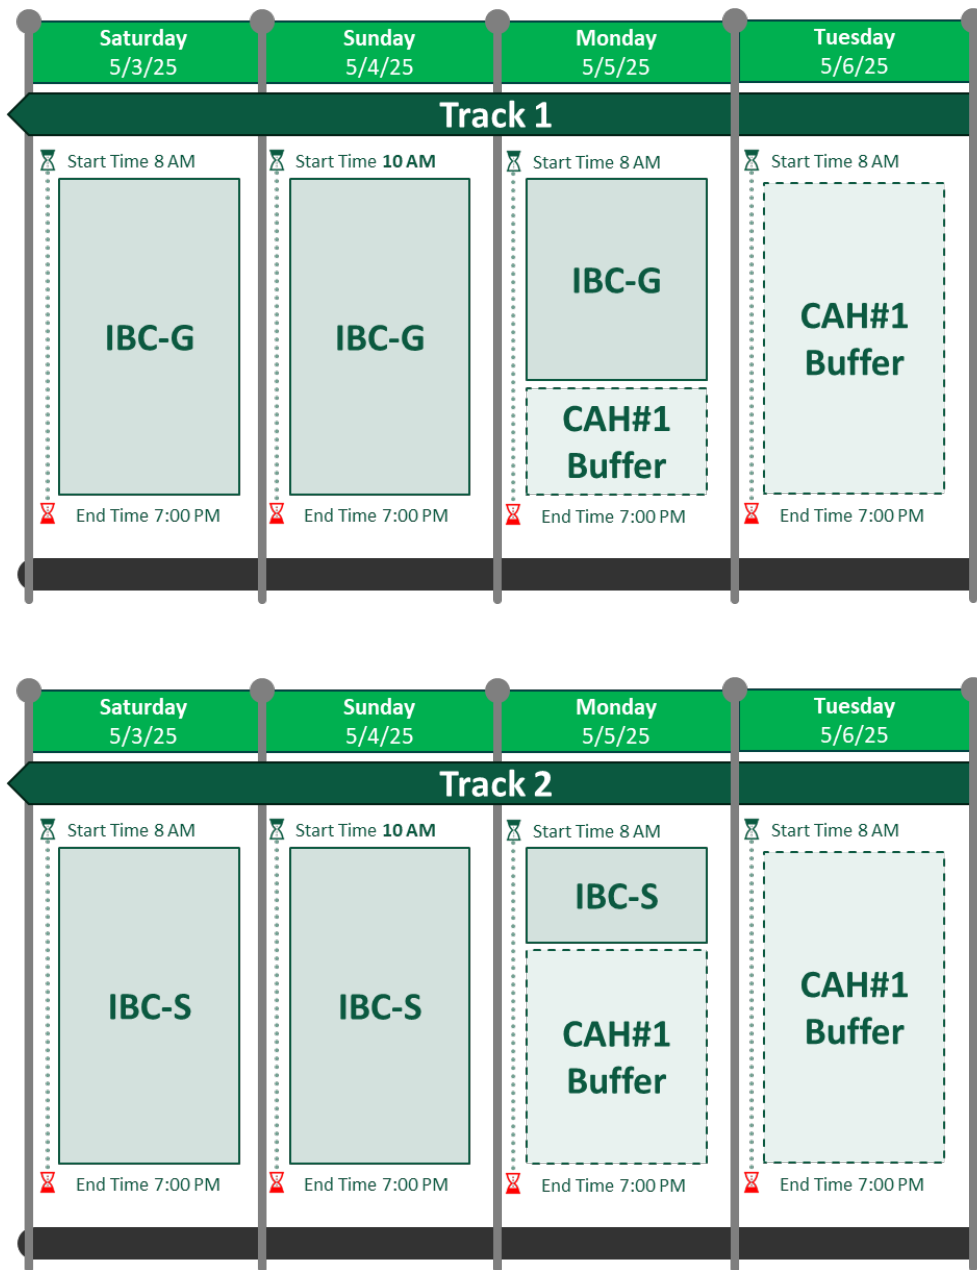 Saturday
5/3/25
Sunday
5/4/25
Monday
5/5/25
Tuesday
5/6/25
Track 1
Start Time 8 AM
Start Time 10 AM
Start Time 8 AM
Start Time 8 AM
IBC-G
IBC-G
IBC-G
CAH#1
Buffer
CAH#1
Buffer
End Time 7:00 PM
End Time 7:00 PM
End Time 7:00 PM
End Time 7:00 PM
Saturday
5/3/25
Sunday
5/4/25
Monday
5/5/25
Tuesday
5/6/25
Track 2
Start Time 8 AM
Start Time 10 AM
Start Time 8 AM
Start Time 8 AM
IBC-S
IBC-S
IBC-S
CAH#1
Buffer
CAH#1
Buffer
End Time 7:00 PM
End Time 7:00 PM
End Time 7:00 PM
End Time 7:00 PM